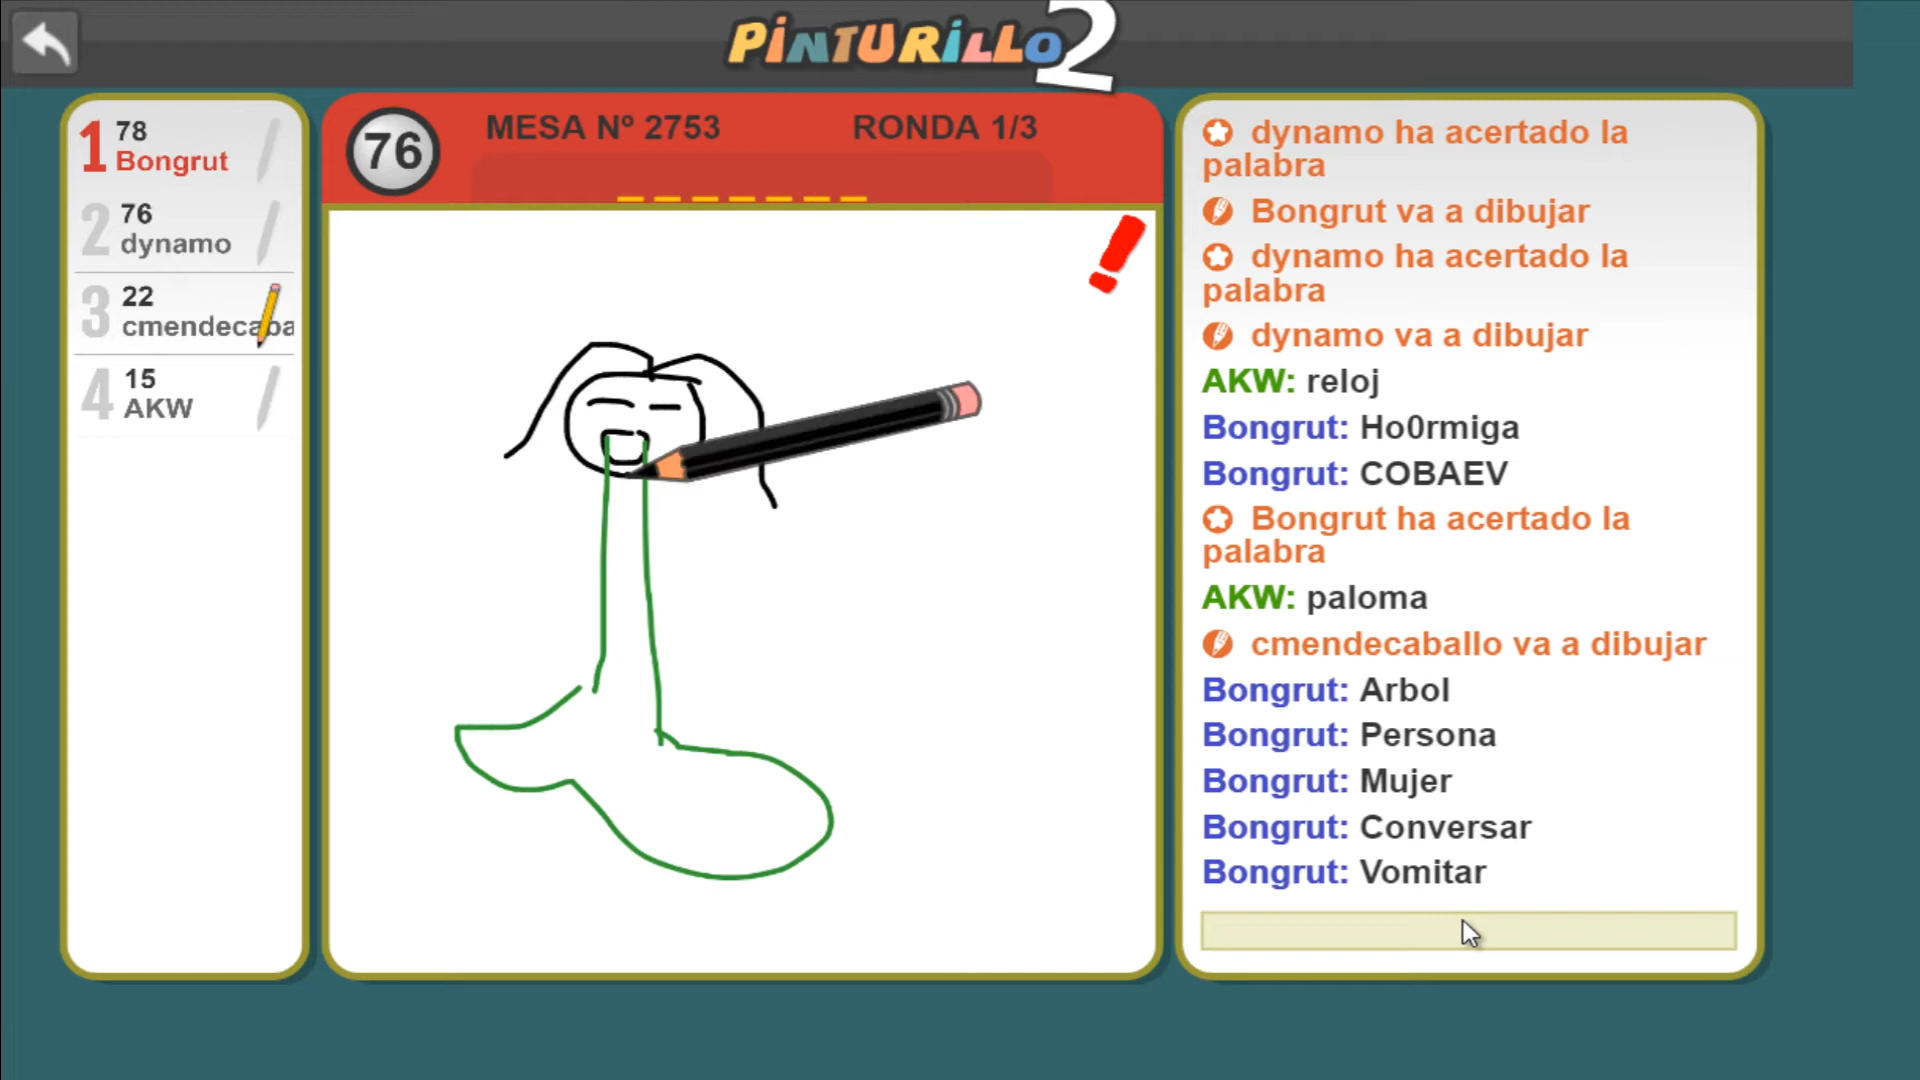 PINTURILLO 2
1 78
Bongrut
2 76
dynamo
3 22
cmendecaba
4 15
AKW
76
MESA Nº 2753
RONDA 1/3
_ _ _ _ _ _ _
dynamo ha acertado la
palabra
Bongrut va a dibujar
dynamo ha acertado la
palabra
dynamo va a dibujar
AKW: reloj
Bongrut: Ho0rmiga
Bongrut: COBAEV
Bongrut ha acertado la
palabra
AKW: paloma
cmendecaballo va a dibujar
Bongrut: Arbol
Bongrut: Persona
Bongrut: Mujer
Bongrut: Conversar
Bongrut: Vomitar